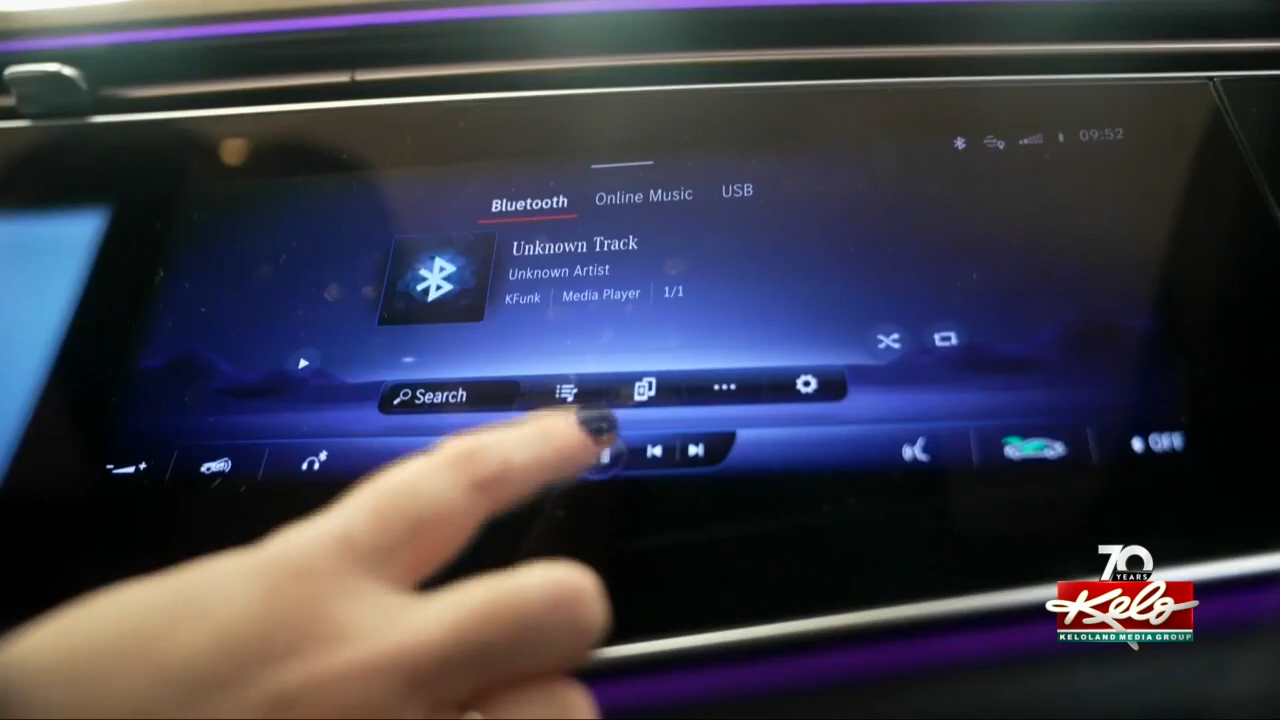 09:52
Bluetooth Online Music USB
Unknown Track
Unknown Artist
KFunk Media Player 1/1
Search
OFF
70
YEARS
Kelo
KELOLAND MEDIA GROUP